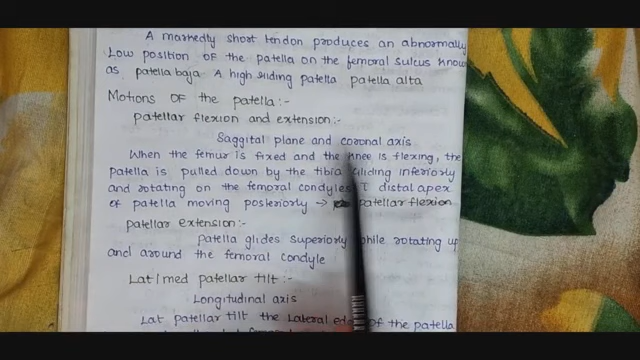 A markedly short tendon produces an abnormally
Low position of the patella on the femoral sulcus known
as patella baja A high riding patella patella alta
Motions of the patella:-
patellar flexion and extension:-
Saggital plane and coronal axis
When the femur is fixed and the knee is flexing, the
patella is pulled down by the tibia gliding inferiorly
and rotating on the femoral condyles distal apex
of patella moving posteriorly → patellar flexion
patellar extension:-
patella glides superiorly while rotating up
and around the femoral condyle
Lat/med patellar tilt:-
Longitudinal axis
Lat patellar tilt the Lateral edge of the patella